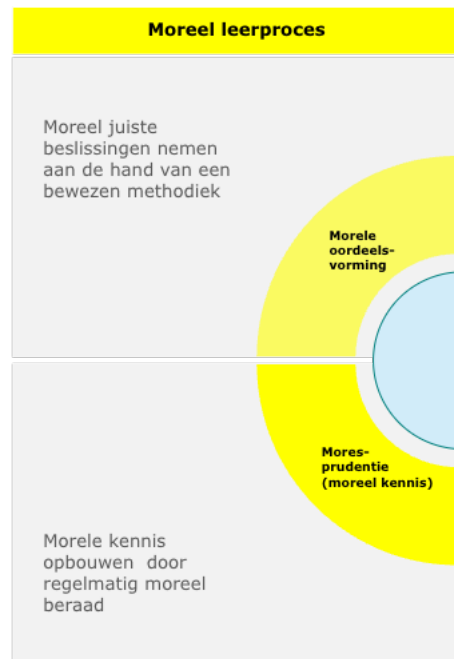 Moreel leerproces
Moreel juiste
beslissingen nemen
aan de hand van een
bewezen methodiek
Morele
oordeels-
vorming
Mores-
prudentie
(moreel kennis)
Morele kennis
opbouwen  door
regelmatig moreel
beraad